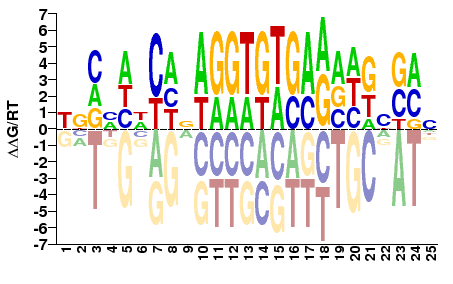 ΔΔG/RT
7
6
5
4
3
2
1
0
-1
-2
-3
-4
-5
-6
-7
T
G
C A G T
C A
A T C G
T A G
C T A G
A C T G
G A
A T C G
G A C T
G A C T
T A C G
G T A C
T A C G
G C A T
A C G T
A G C T
A G C T
A T C G
G T A C
C
G C T A
A C G T
C
1 2 3 4 5 6 7 8 9 10 11 12 13 14 15 16 17 18 19 20 21 22 23 24 25